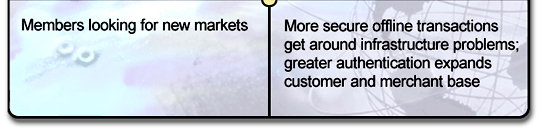 Members looking for new markets
More secure offline transactions
get around infrastructure problems;
greater authentication expands
customer and merchant base